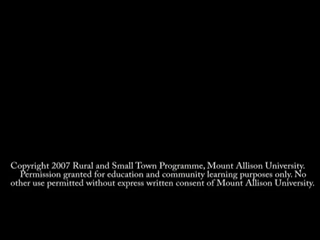 Copyright 2007 Rural and Small Town Programme, Mount Allison University.
Permission granted for education and community learning purposes only. No
other use permitted without express written consent of Mount Allison University.